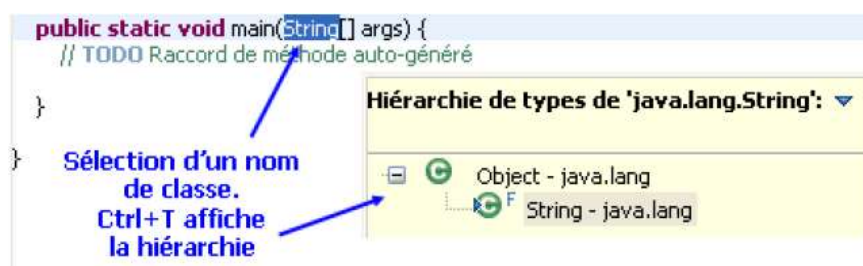 public static void main(String[] args) {
// TODO Raccord de méthode auto-généré
}
}
Sélection d'un nom
de classe.
Ctrl+T affiche
la hiérarchie
Hiérarchie de types de 'java.lang.String':
Object - java.lang
F String - java.lang